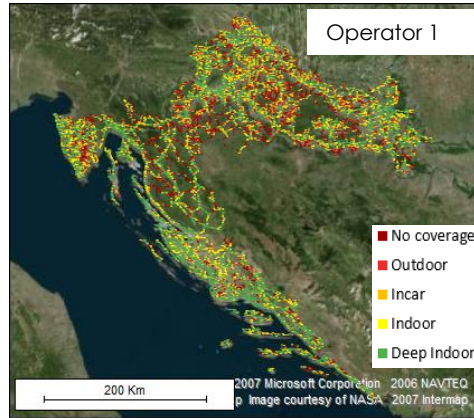 Operator 1
No coverage
Outdoor
Incar
Indoor
Deep Indoor
200 Km
2007 Microsoft Corporation 2006 NAVTEQ
p Image courtesy of NASA 2007 Intermap